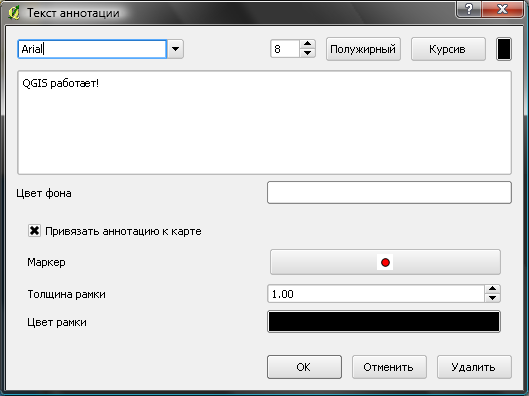 Текст аннотации
Arial 8 Полужирный Курсив
QGIS работает!
Цвет фона
Привязать аннотацию к карте
Маркер
Толщина рамки 1.00
Цвет рамки
OK Отменить Удалить